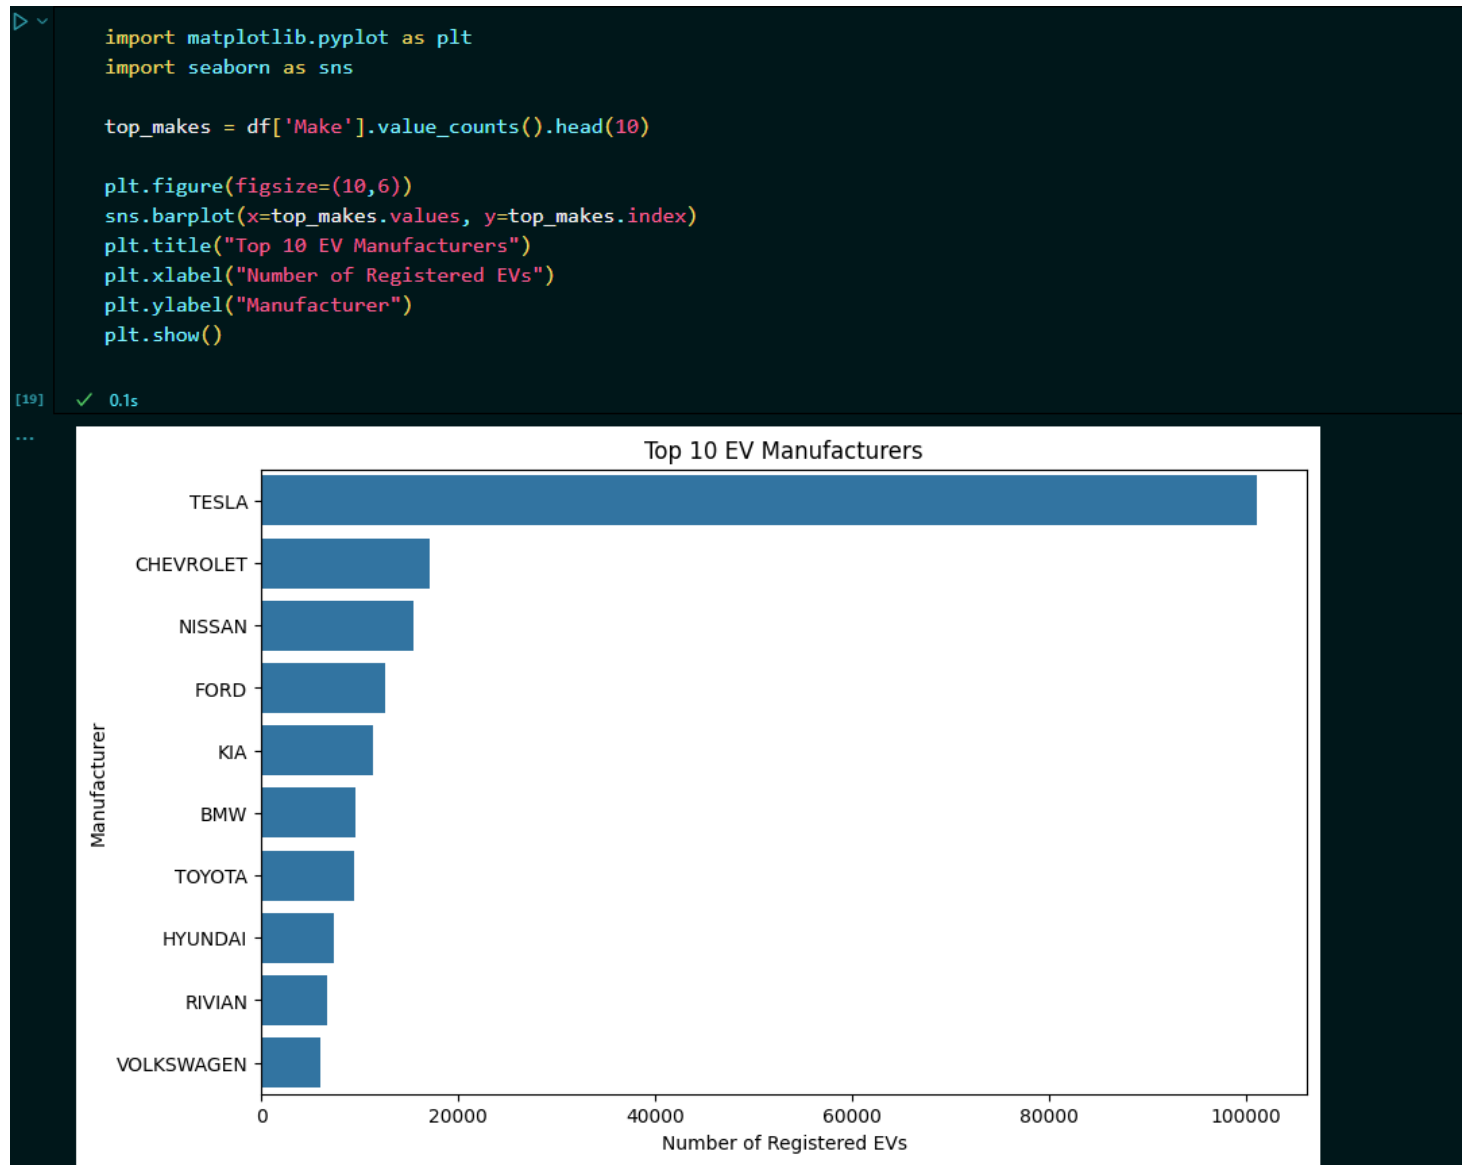 import matplotlib.pyplot as plt
import seaborn as sns
top_makes = df['Make'].value_counts().head(10)
plt.figure(figsize=(10,6))
sns.barplot(x=top_makes.values, y=top_makes.index)
plt.title("Top 10 EV Manufacturers")
plt.xlabel("Number of Registered EVs")
plt.ylabel("Manufacturer")
plt.show()
[19] 0.1s
...
Top 10 EV Manufacturers
Manufacturer
TESLA
CHEVROLET
NISSAN
FORD
KIA
BMW
TOYOTA
HYUNDAI
RIVIAN
VOLKSWAGEN
0 20000 40000 60000 80000 100000
Number of Registered EVs